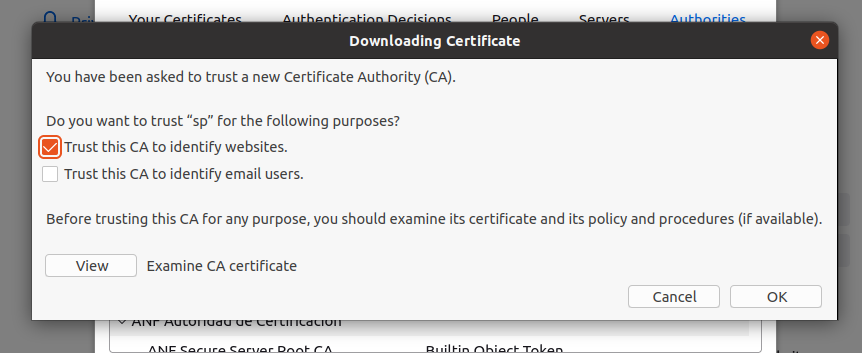 Your Certificates Authentication Decisions People Servers Authorities
Downloading Certificate
You have been asked to trust a new Certificate Authority (CA).
Do you want to trust “sp” for the following purposes?
Trust this CA to identify websites.
Trust this CA to identify email users.
Before trusting this CA for any purpose, you should examine its certificate and its policy and procedures (if available).
View Examine CA certificate
Cancel OK
ANF Autoridad de Certificacion
ANF Secure Server Root CA Builtin Object Token